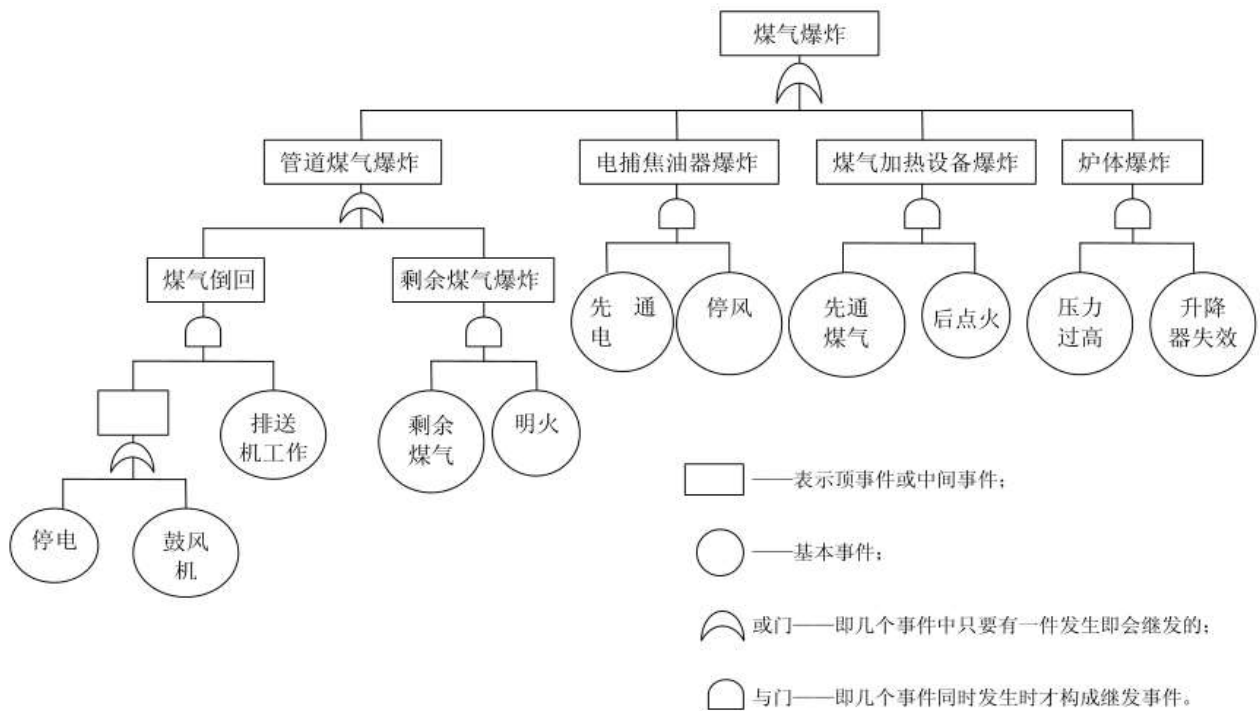 煤气爆炸
管道煤气爆炸
电捕焦油器爆炸
煤气加热设备爆炸
炉体爆炸
煤气倒回
剩余煤气爆炸
先 通
电
停风
先通
煤气
后点火
压力
过高
升降
器失效
排送
机工作
剩余
煤气
明火
停电
鼓风
机
——表示顶事件或中间事件;
——基本事件;
或门——即几个事件中只要有一件发生即会继发的;
与门——即几个事件同时发生时才构成继发事件。